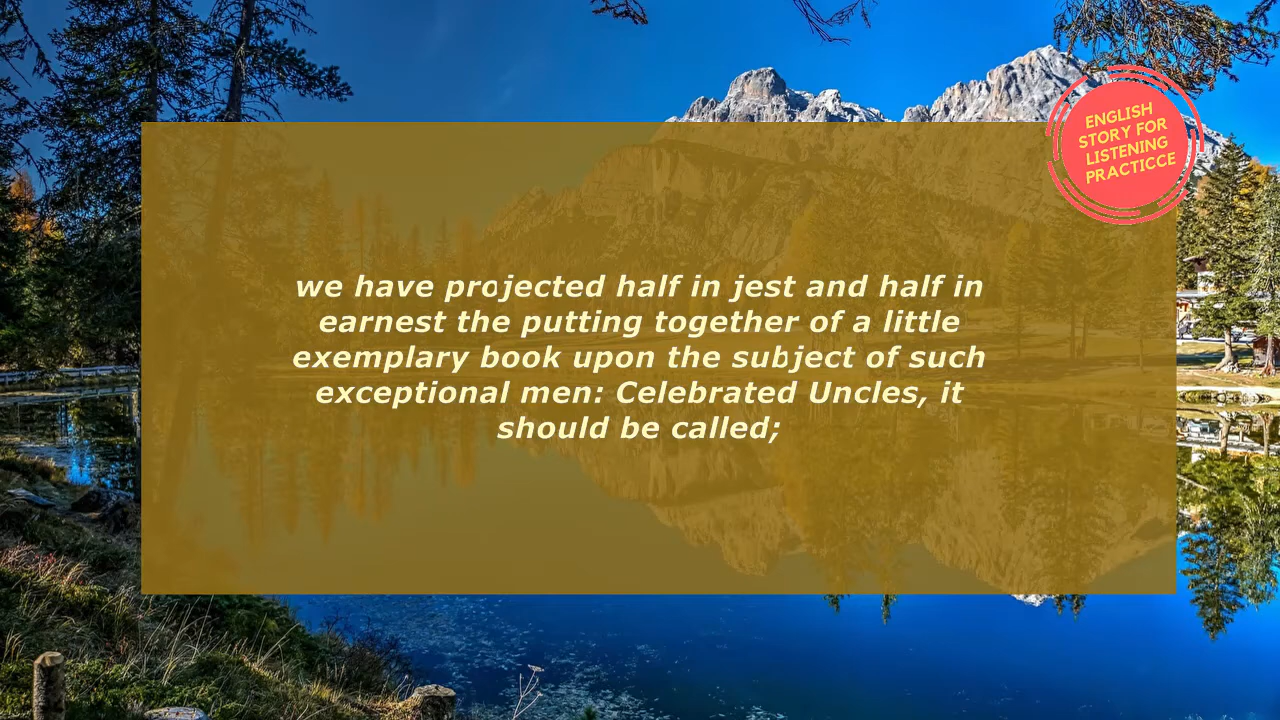 ENGLISH
STORY FOR
LISTENING
PRACTICCE
we have projected half in jest and half in
earnest the putting together of a little
exemplary book upon the subject of such
exceptional men: Celebrated Uncles, it
should be called;